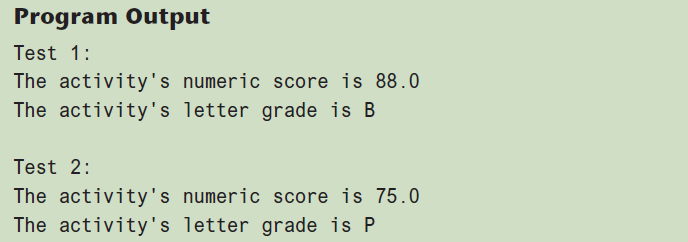 Program Output
Test 1:
The activity's numeric score is 88.0
The activity's letter grade is B
Test 2:
The activity's numeric score is 75.0
The activity's letter grade is P